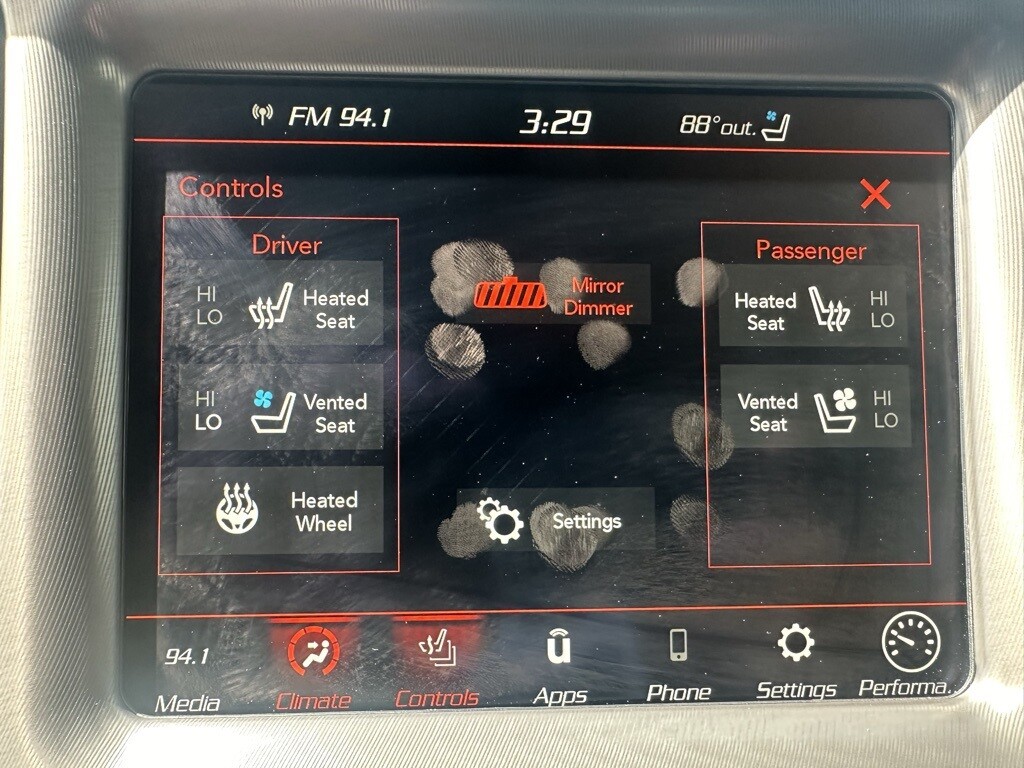 FM 94.1
3:29
88°out.
Controls
Driver
Passenger
HI
LO
Heated
Seat
Mirror
Dimmer
Heated
Seat
HI
LO
HI
LO
Vented
Seat
Vented
Seat
HI
LO
Heated
Wheel
Settings
94.1
u
Media
Climate
Controls
Apps
Phone
Settings
Performa..